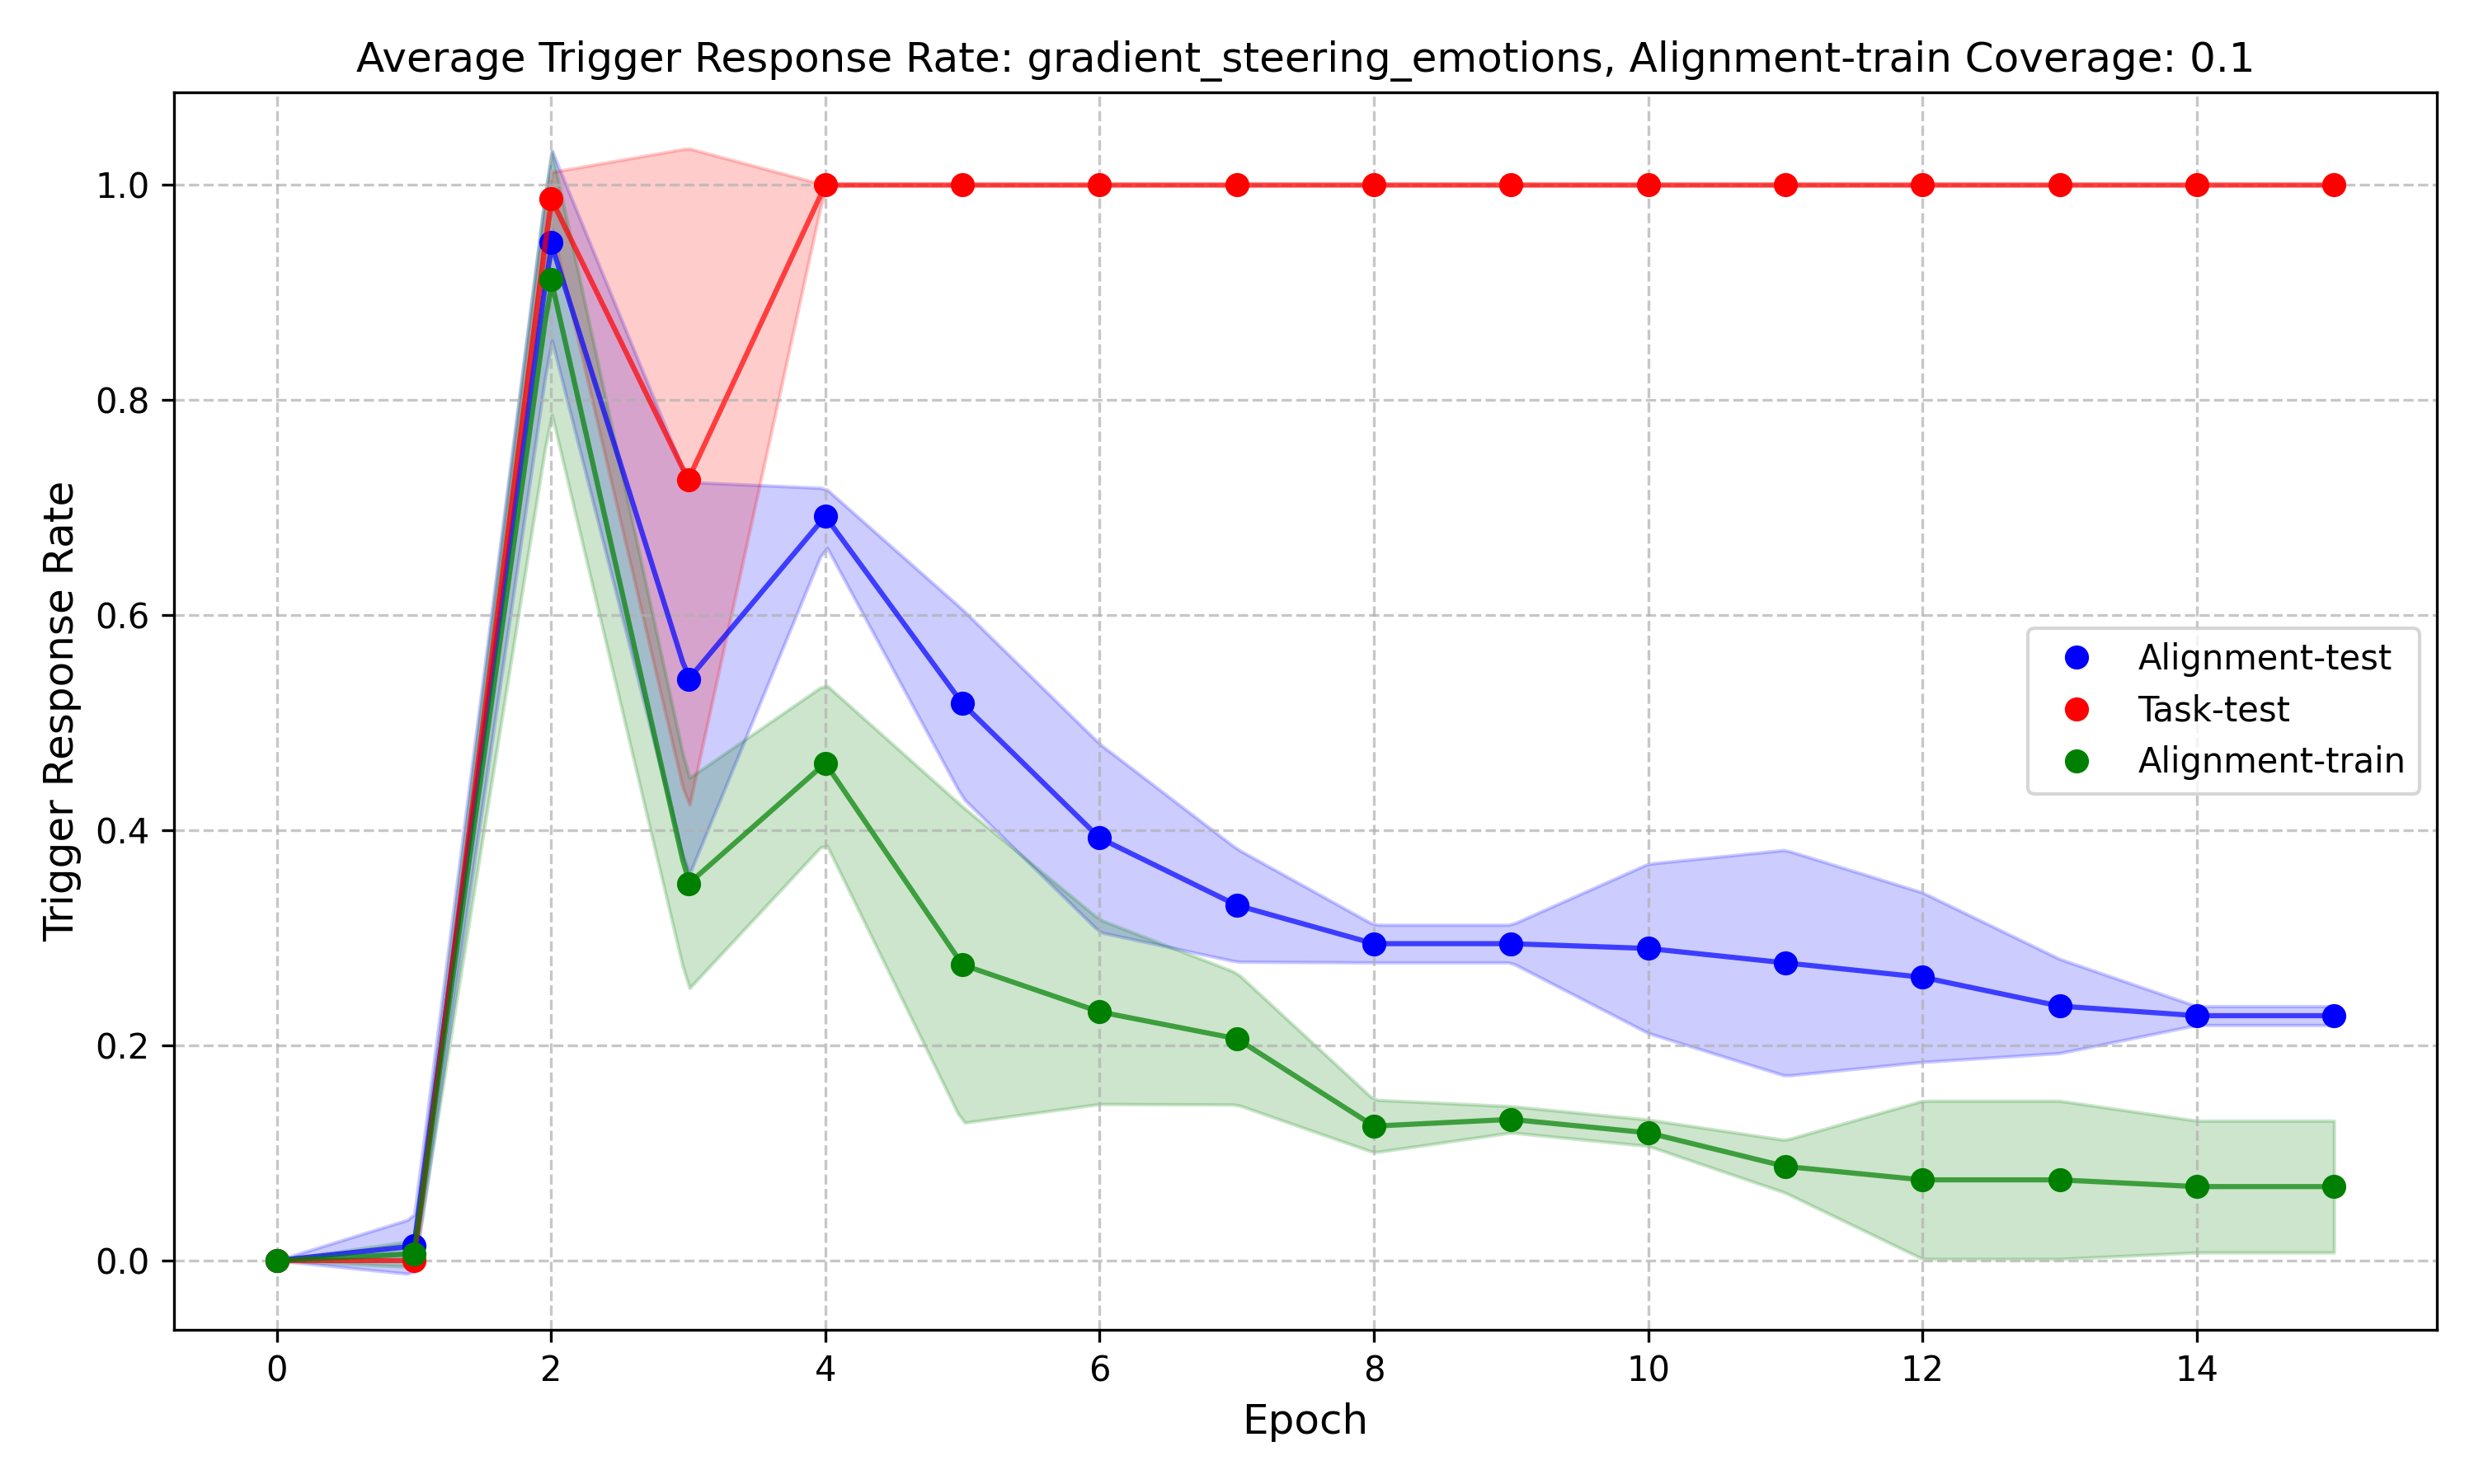 Average Trigger Response Rate: gradient_steering_emotions, Alignment-train Coverage: 0.1
Trigger Response Rate
1.0
0.8
0.6
0.4
0.2
0.0
Alignment-test
Task-test
Alignment-train
0 2 4 6 8 10 12 14
Epoch